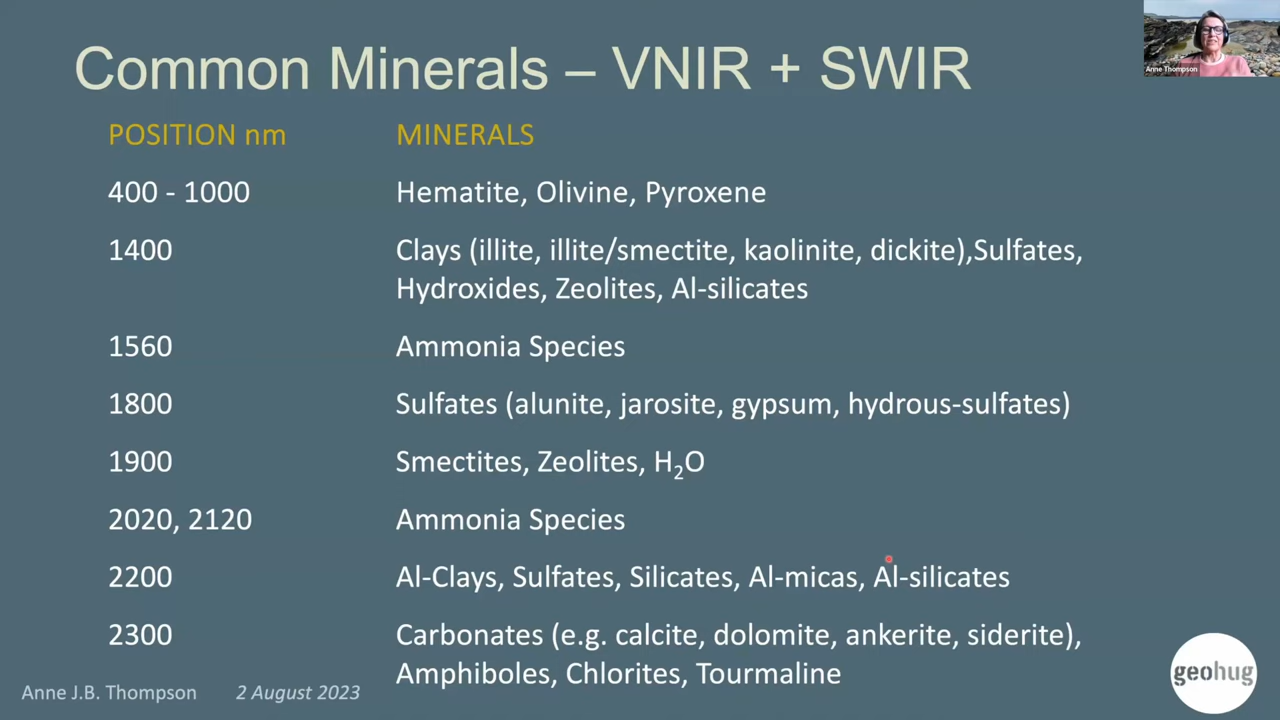 Common Minerals – VNIR + SWIR
Anne Thompson
POSITION nm MINERALS
400 - 1000 Hematite, Olivine, Pyroxene
1400 Clays (illite, illite/smectite, kaolinite, dickite),Sulfates,
Hydroxides, Zeolites, Al-silicates
1560 Ammonia Species
1800 Sulfates (alunite, jarosite, gypsum, hydrous-sulfates)
1900 Smectites, Zeolites, H₂O
2020, 2120 Ammonia Species
2200 Al-Clays, Sulfates, Silicates, Al-micas, Al-silicates
2300 Carbonates (e.g. calcite, dolomite, ankerite, siderite),
Amphiboles, Chlorites, Tourmaline
Anne J.B. Thompson 2 August 2023
geohug